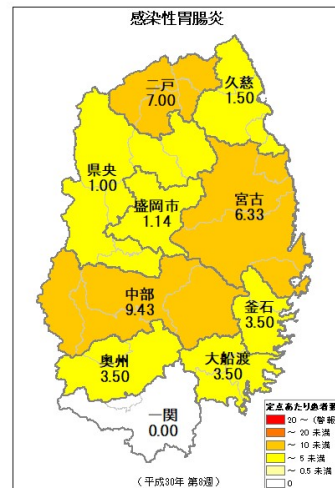 感染性胃腸炎
二戸
7.00
久慈
1.50
県央
1.00
盛岡市
1.14
宮古
6.33
中部
9.43
釜石
3.50
奥州
3.50
大船渡
3.50
一関
0.00
定点あたり患者
20 ～ (警報
～ 20 未満
～ 10 未満
～ 5 未満
～ 0.5 未満
0
(平成30年 第8週)